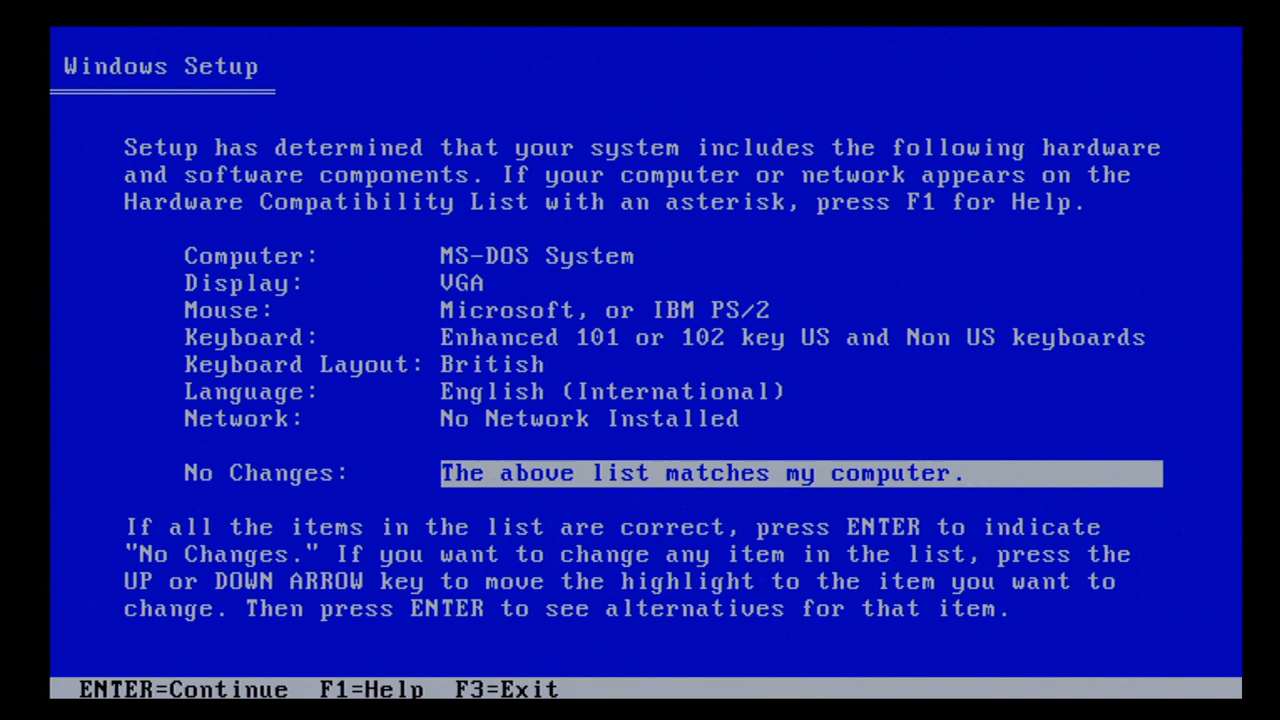 Windows Setup
Setup has determined that your system includes the following hardware
and software components. If your computer or network appears on the
Hardware Compatibility List with an asterisk, press F1 for Help.
Computer: MS-DOS System
Display: VGA
Mouse: Microsoft, or IBM PS/2
Keyboard: Enhanced 101 or 102 key US and Non US keyboards
Keyboard Layout: British
Language: English (International)
Network: No Network Installed
No Changes: The above list matches my computer.
If all the items in the list are correct, press ENTER to indicate
"No Changes." If you want to change any item in the list, press the
UP or DOWN ARROW key to move the highlight to the item you want to
change. Then press ENTER to see alternatives for that item.
ENTER=Continue F1=Help F3=Exit